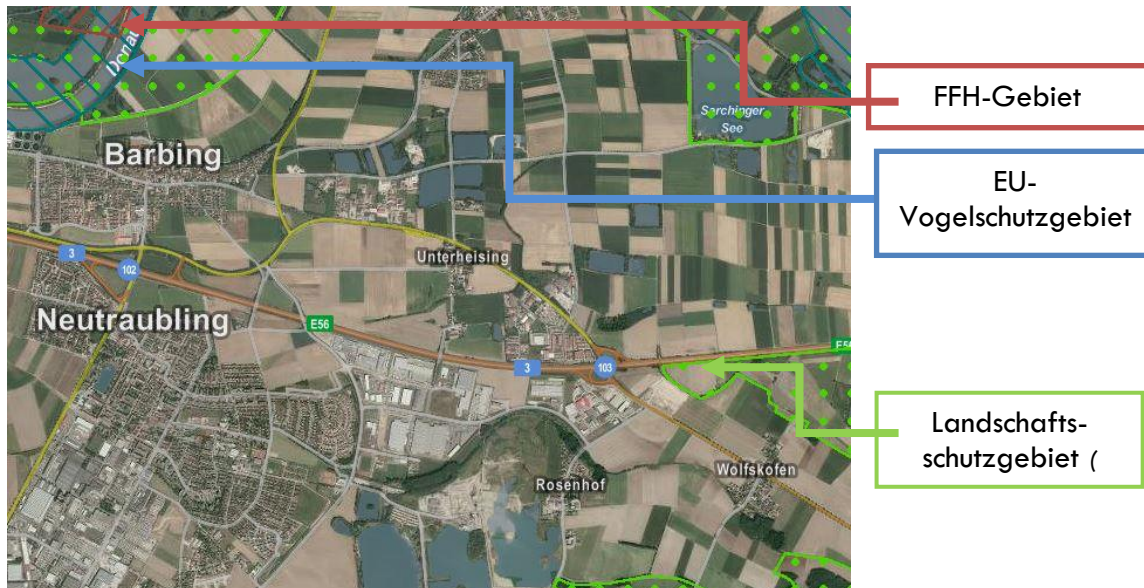 Donau
Sarchinger
See
Barbing
3
102
Unterheising
Neutraubling
E56
3
103
E56
Wolfskofen
Rosenhof
FFH-Gebiet
EU-
Vogelschutzgebiet
Landschafts-
schutzgebiet (